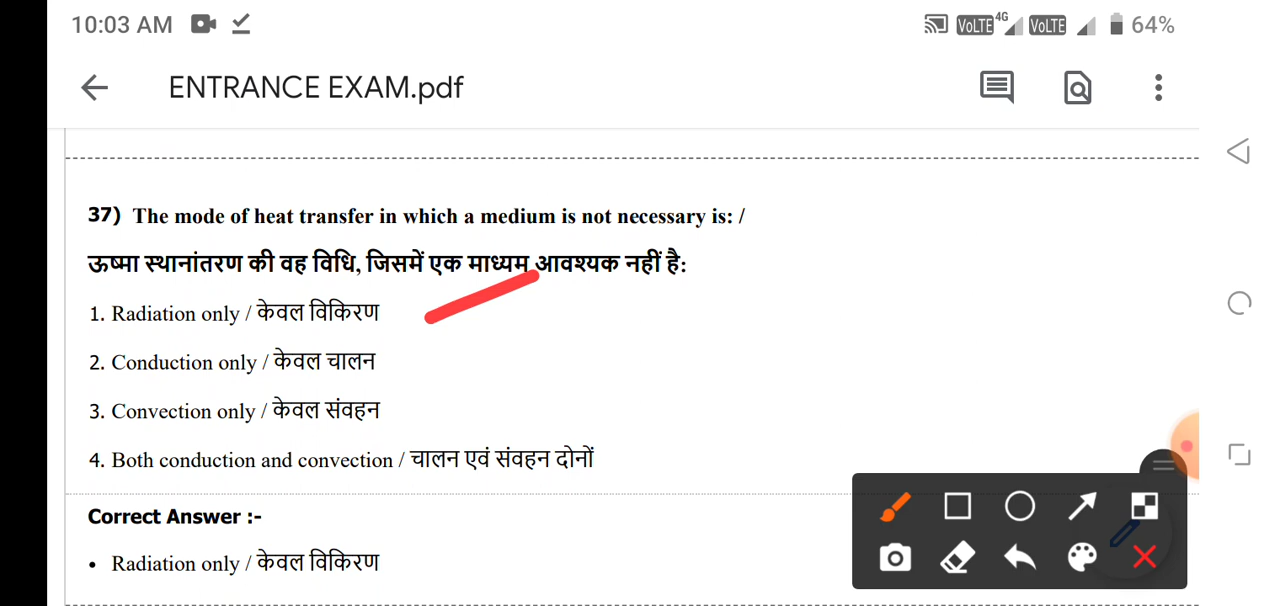 10:03 AM
VoLTE 4G VoLTE 64%
ENTRANCE EXAM.pdf
37) The mode of heat transfer in which a medium is not necessary is: /
ऊष्मा स्थानांतरण की वह विधि, जिसमें एक माध्यम आवश्यक नहीं है:
1. Radiation only / केवल विकिरण
2. Conduction only / केवल चालन
3. Convection only / केवल संवहन
4. Both conduction and convection / चालन एवं संवहन दोनों
Correct Answer :-
• Radiation only / केवल विकिरण